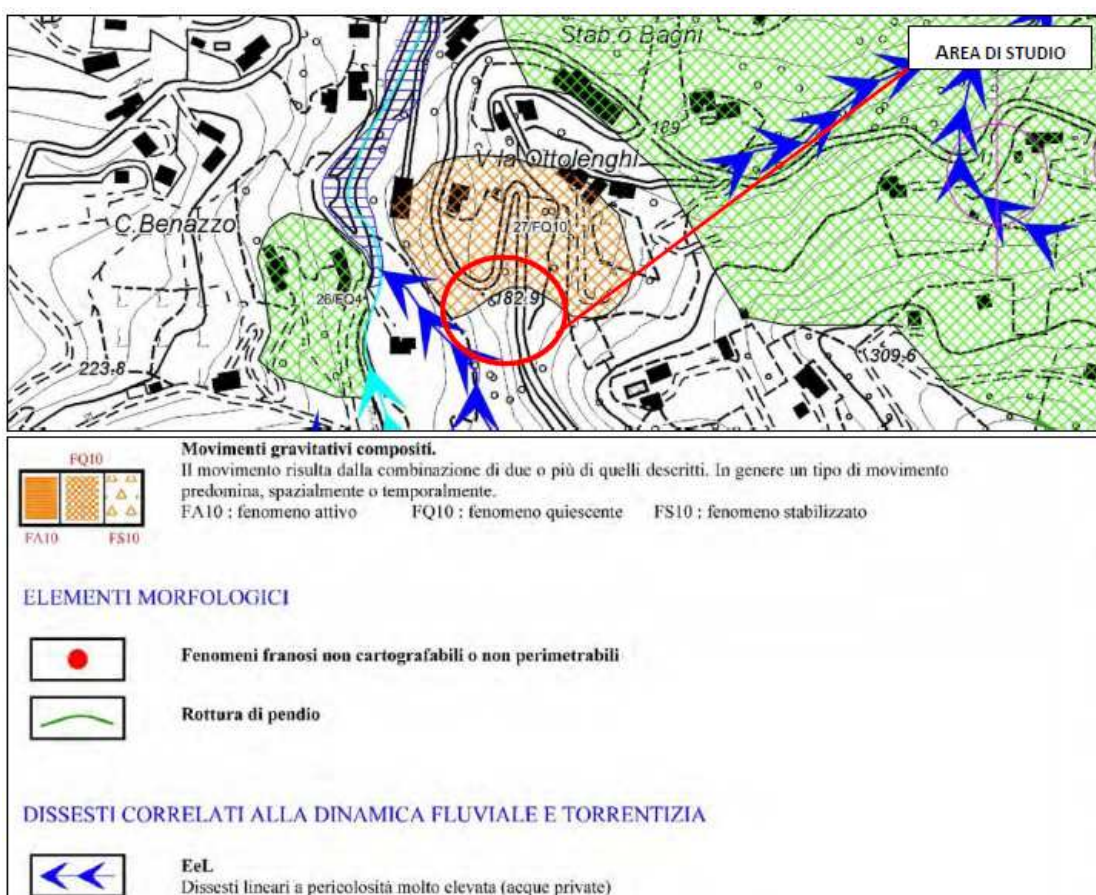 Stab.o Bagni
AREA DI STUDIO
189
V.la Ottolenghi
C.Benazzo
27/FQ10
26/FQ4
182.9
223.8
309.6
FQ10
FA10
FS10
Movimenti gravitativi compositi.
Il movimento risulta dalla combinazione di due o più di quelli descritti. In genere un tipo di movimento
predomina, spazialmente o temporalmente.
FA10 : fenomeno attivo FQ10 : fenomeno quiescente FS10 : fenomeno stabilizzato
ELEMENTI MORFOLOGICI
Fenomeni franosi non cartografabili o non perimetrabili
Rottura di pendio
DISSESTI CORRELATI ALLA DINAMICA FLUVIALE E TORRENTIZIA
EeL
Dissesti lineari a pericolosità molto elevata (acque private)